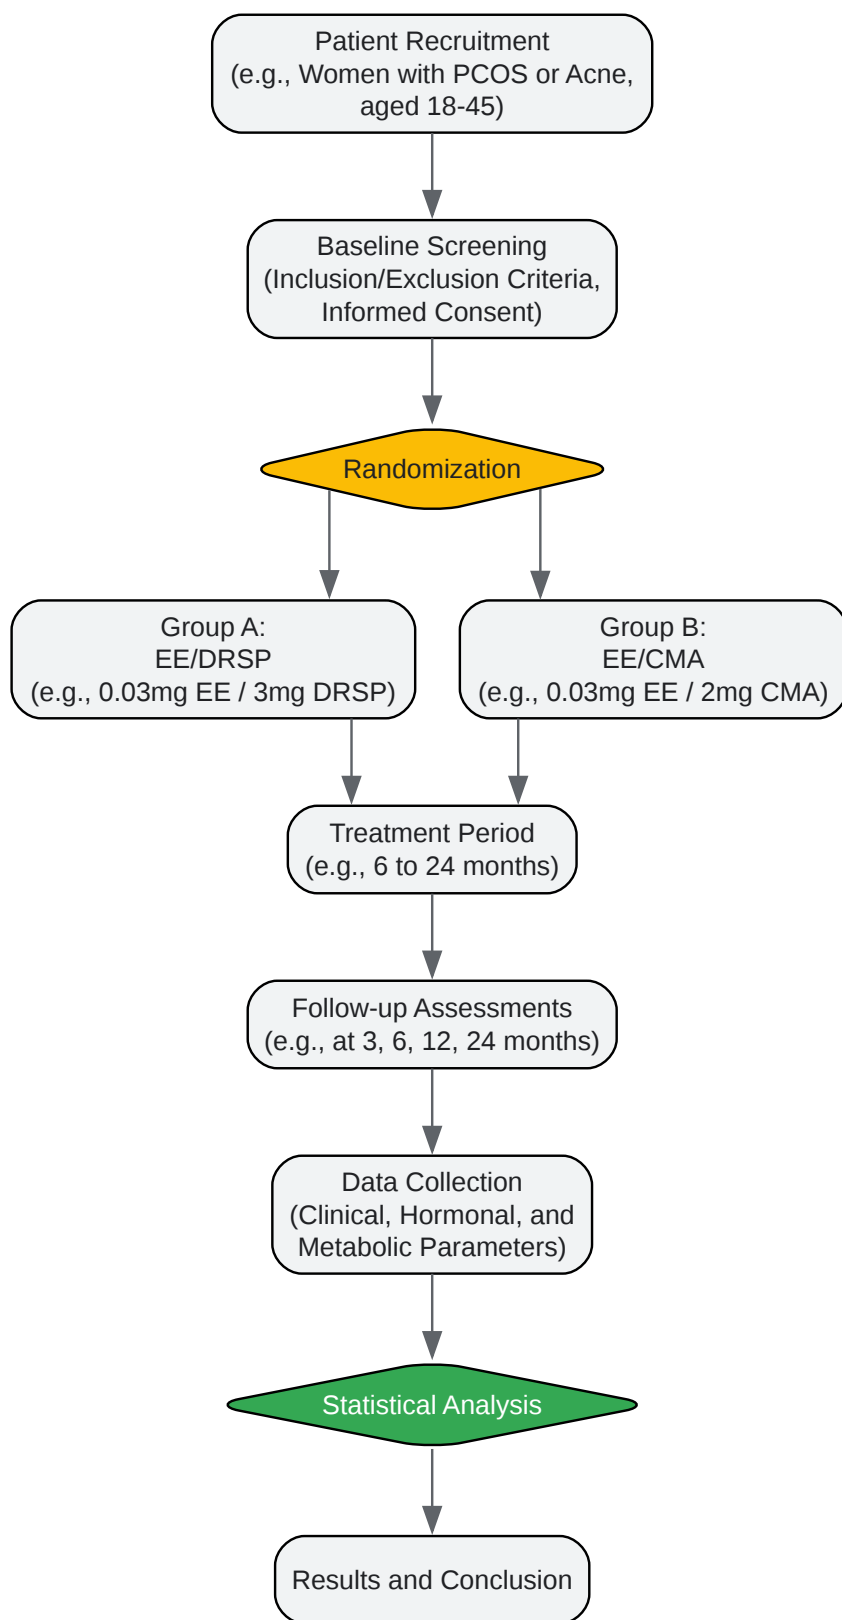 Patient Recruitment
(e.g., Women with PCOS or Acne,
aged 18-45)
Baseline Screening
(Inclusion/Exclusion Criteria,
Informed Consent)
Randomization
Group A:
EE/DRSP
(e.g., 0.03mg EE / 3mg DRSP)
Group B:
EE/CMA
(e.g., 0.03mg EE / 2mg CMA)
Treatment Period
(e.g., 6 to 24 months)
Follow-up Assessments
(e.g., at 3, 6, 12, 24 months)
Data Collection
(Clinical, Hormonal, and
Metabolic Parameters)
Statistical Analysis
Results and Conclusion